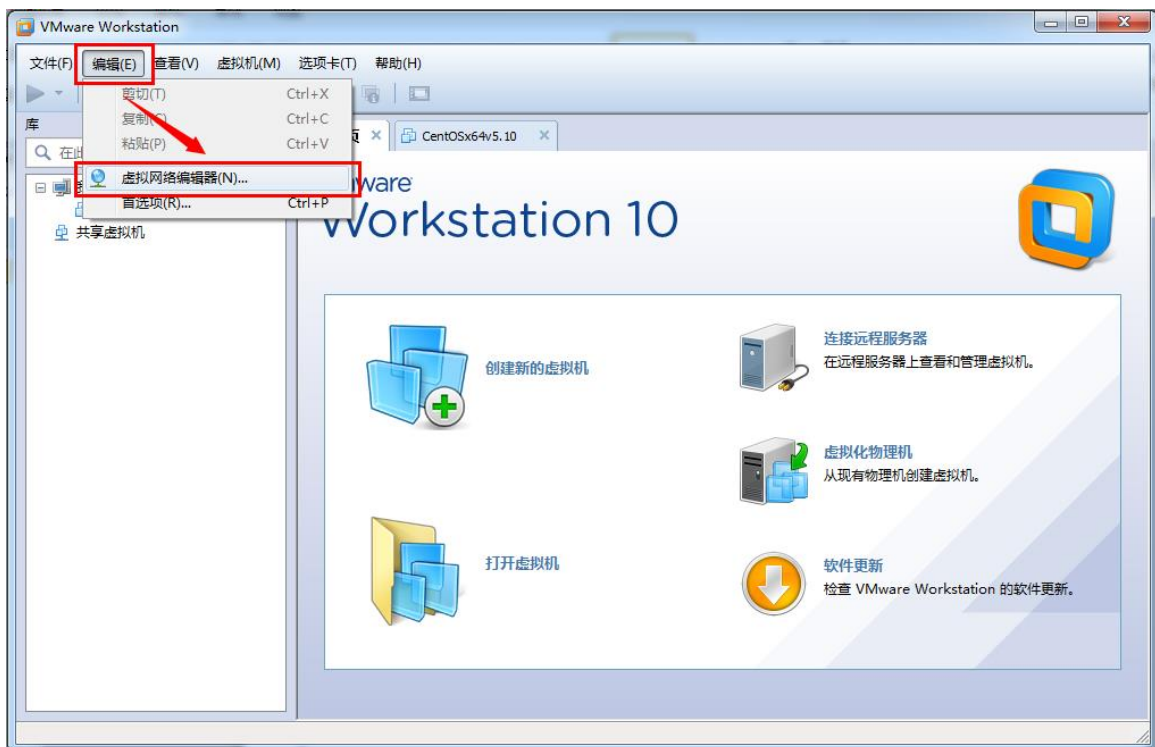 VMware Workstation
文件(F) 编辑(E) 查看(V) 虚拟机(M) 选项卡(T) 帮助(H)
剪切(T) Ctrl+X
复制(C) Ctrl+C
粘贴(P) Ctrl+V
虚拟网络编辑器(N)...
首选项(R)... Ctrl+P
库
在此
共享虚拟机
页
CentOSx64v5.10
ware
Workstation 10
创建新的虚拟机
打开虚拟机
连接远程服务器
在远程服务器上查看和管理虚拟机。
虚拟化物理机
从现有物理机创建虚拟机。
软件更新
检查 VMware Workstation 的软件更新。